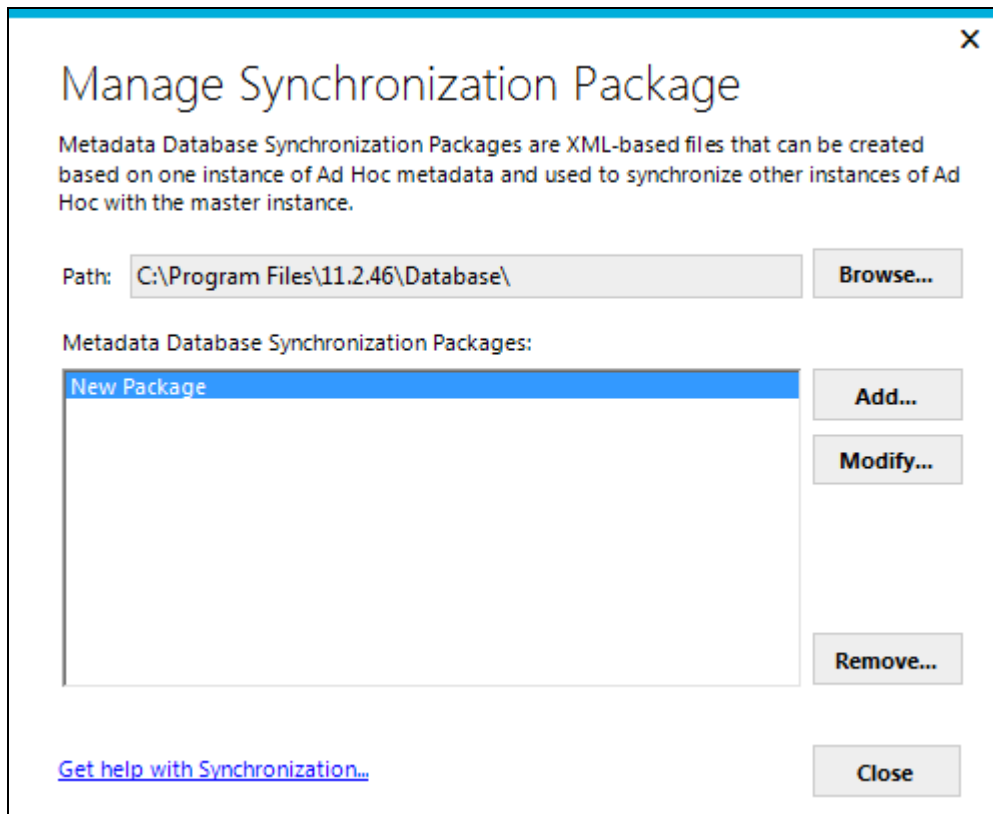 Manage Synchronization Package
Metadata Database Synchronization Packages are XML-based files that can be created
based on one instance of Ad Hoc metadata and used to synchronize other instances of Ad
Hoc with the master instance.
Path: C:\Program Files\11.2.46\Database\ Browse...
Metadata Database Synchronization Packages:
New Package
Add...
Modify...
Remove...
Get help with Synchronization... Close